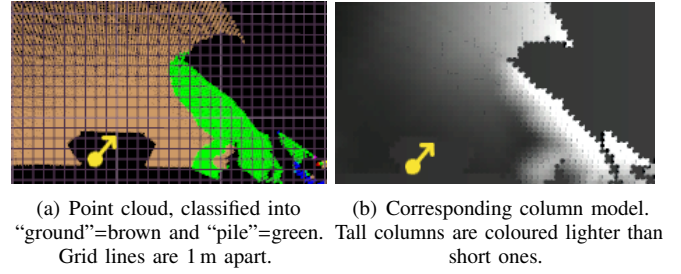 (a) Point cloud, classified into
“ground”=brown and “pile”=green.
Grid lines are 1 m apart.
(b) Corresponding column model.
Tall columns are coloured lighter than
short ones.